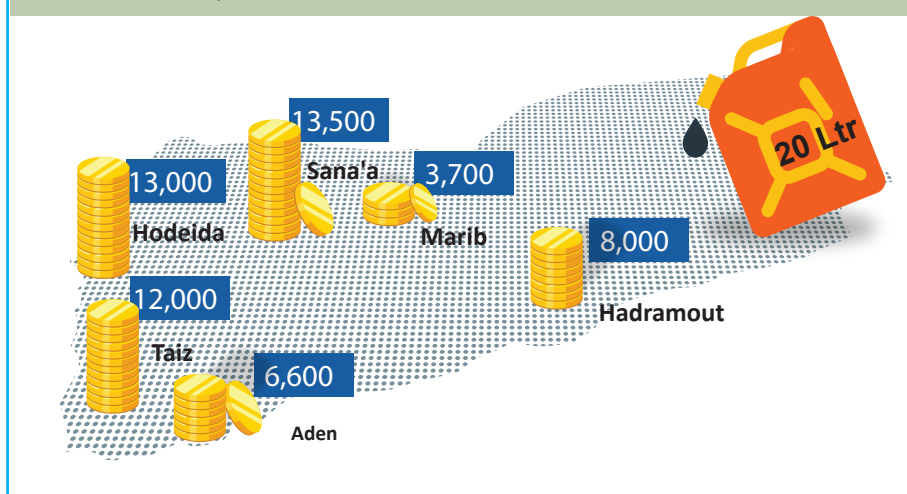 13,500
Sana'a
13,000
3,700
Hodeida
Marib
8,000
12,000
Hadramout
Taiz
6,600
Aden
20 Ltr